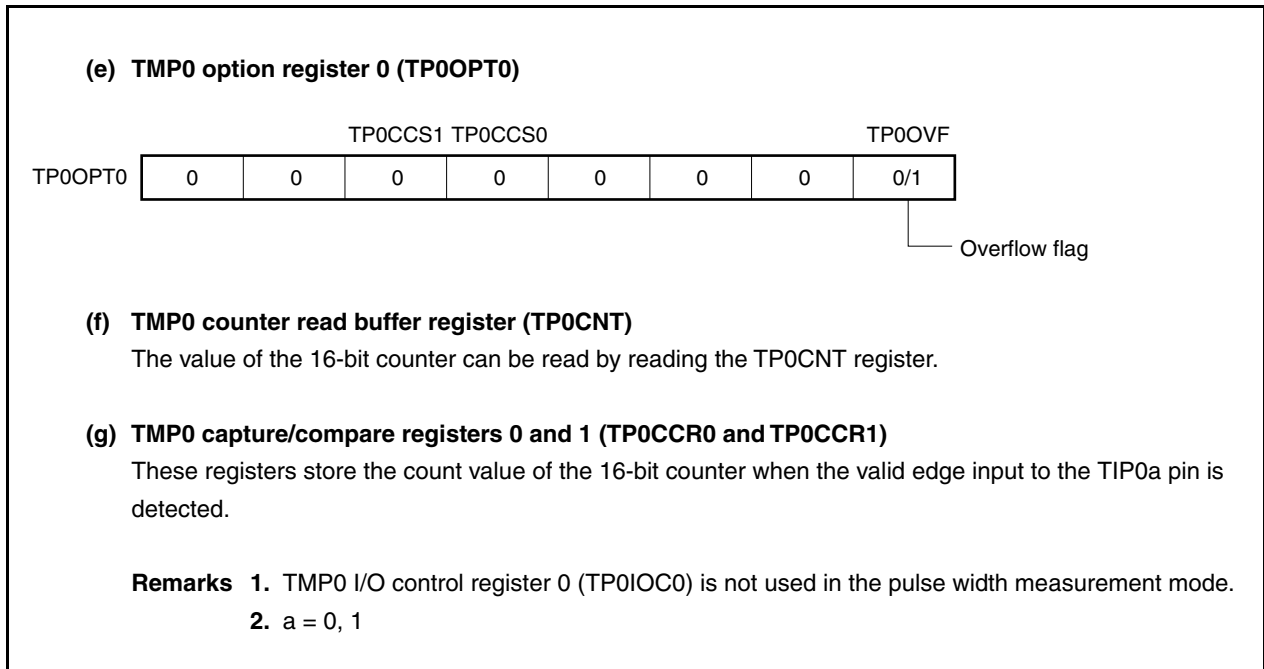 (e) TMP0 option register 0 (TP0OPT0)
TP0CCS1 TP0CCS0 TP0OVF
TP0OPT0 0 0 0 0 0 0 0 0/1
Overflow flag
(f) TMP0 counter read buffer register (TP0CNT)
The value of the 16-bit counter can be read by reading the TP0CNT register.
(g) TMP0 capture/compare registers 0 and 1 (TP0CCR0 and TP0CCR1)
These registers store the count value of the 16-bit counter when the valid edge input to the TIP0a pin is
detected.
Remarks 1. TMP0 I/O control register 0 (TP0IOC0) is not used in the pulse width measurement mode.
2. a = 0, 1